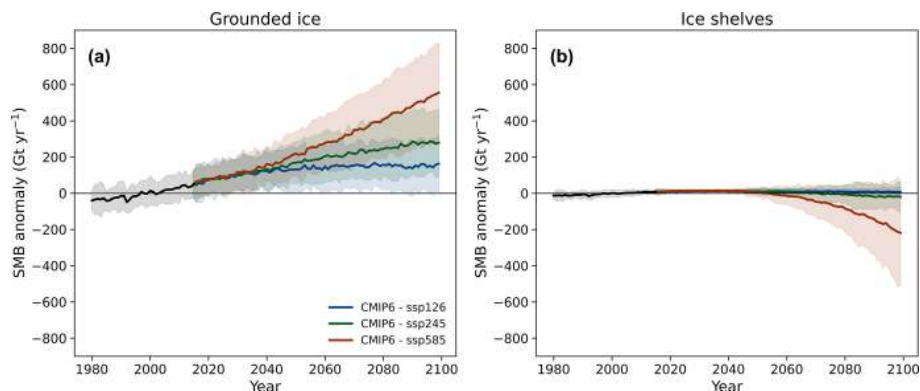 Grounded ice
Ice shelves
(a)
SMB anomaly (Gt yr−1)
800
600
400
200
0
−200
−400
−600
−800
CMIP6 - ssp126
CMIP6 - ssp245
CMIP6 - ssp585
1980 2000 2020 2040 2060 2080 2100
Year
(b)
SMB anomaly (Gt yr−1)
800
600
400
200
0
−200
−400
−600
−800
1980 2000 2020 2040 2060 2080 2100
Year